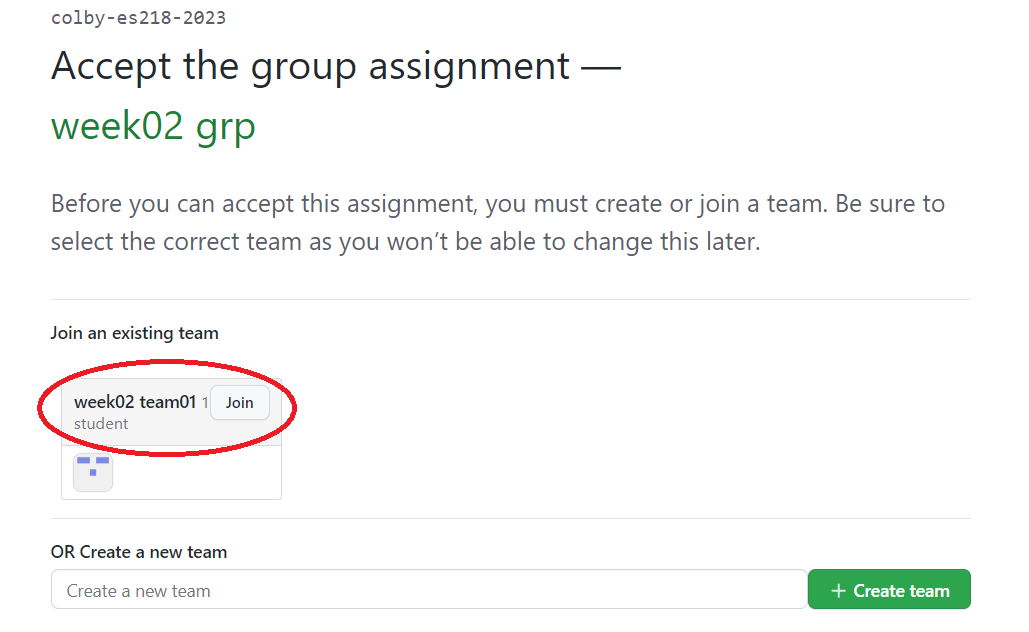 colby-es218-2023
Accept the group assignment —
week02 grp
Before you can accept this assignment, you must create or join a team. Be sure to
select the correct team as you won’t be able to change this later.
Join an existing team
week02 team01 1 Join
student
OR Create a new team
Create a new team + Create team